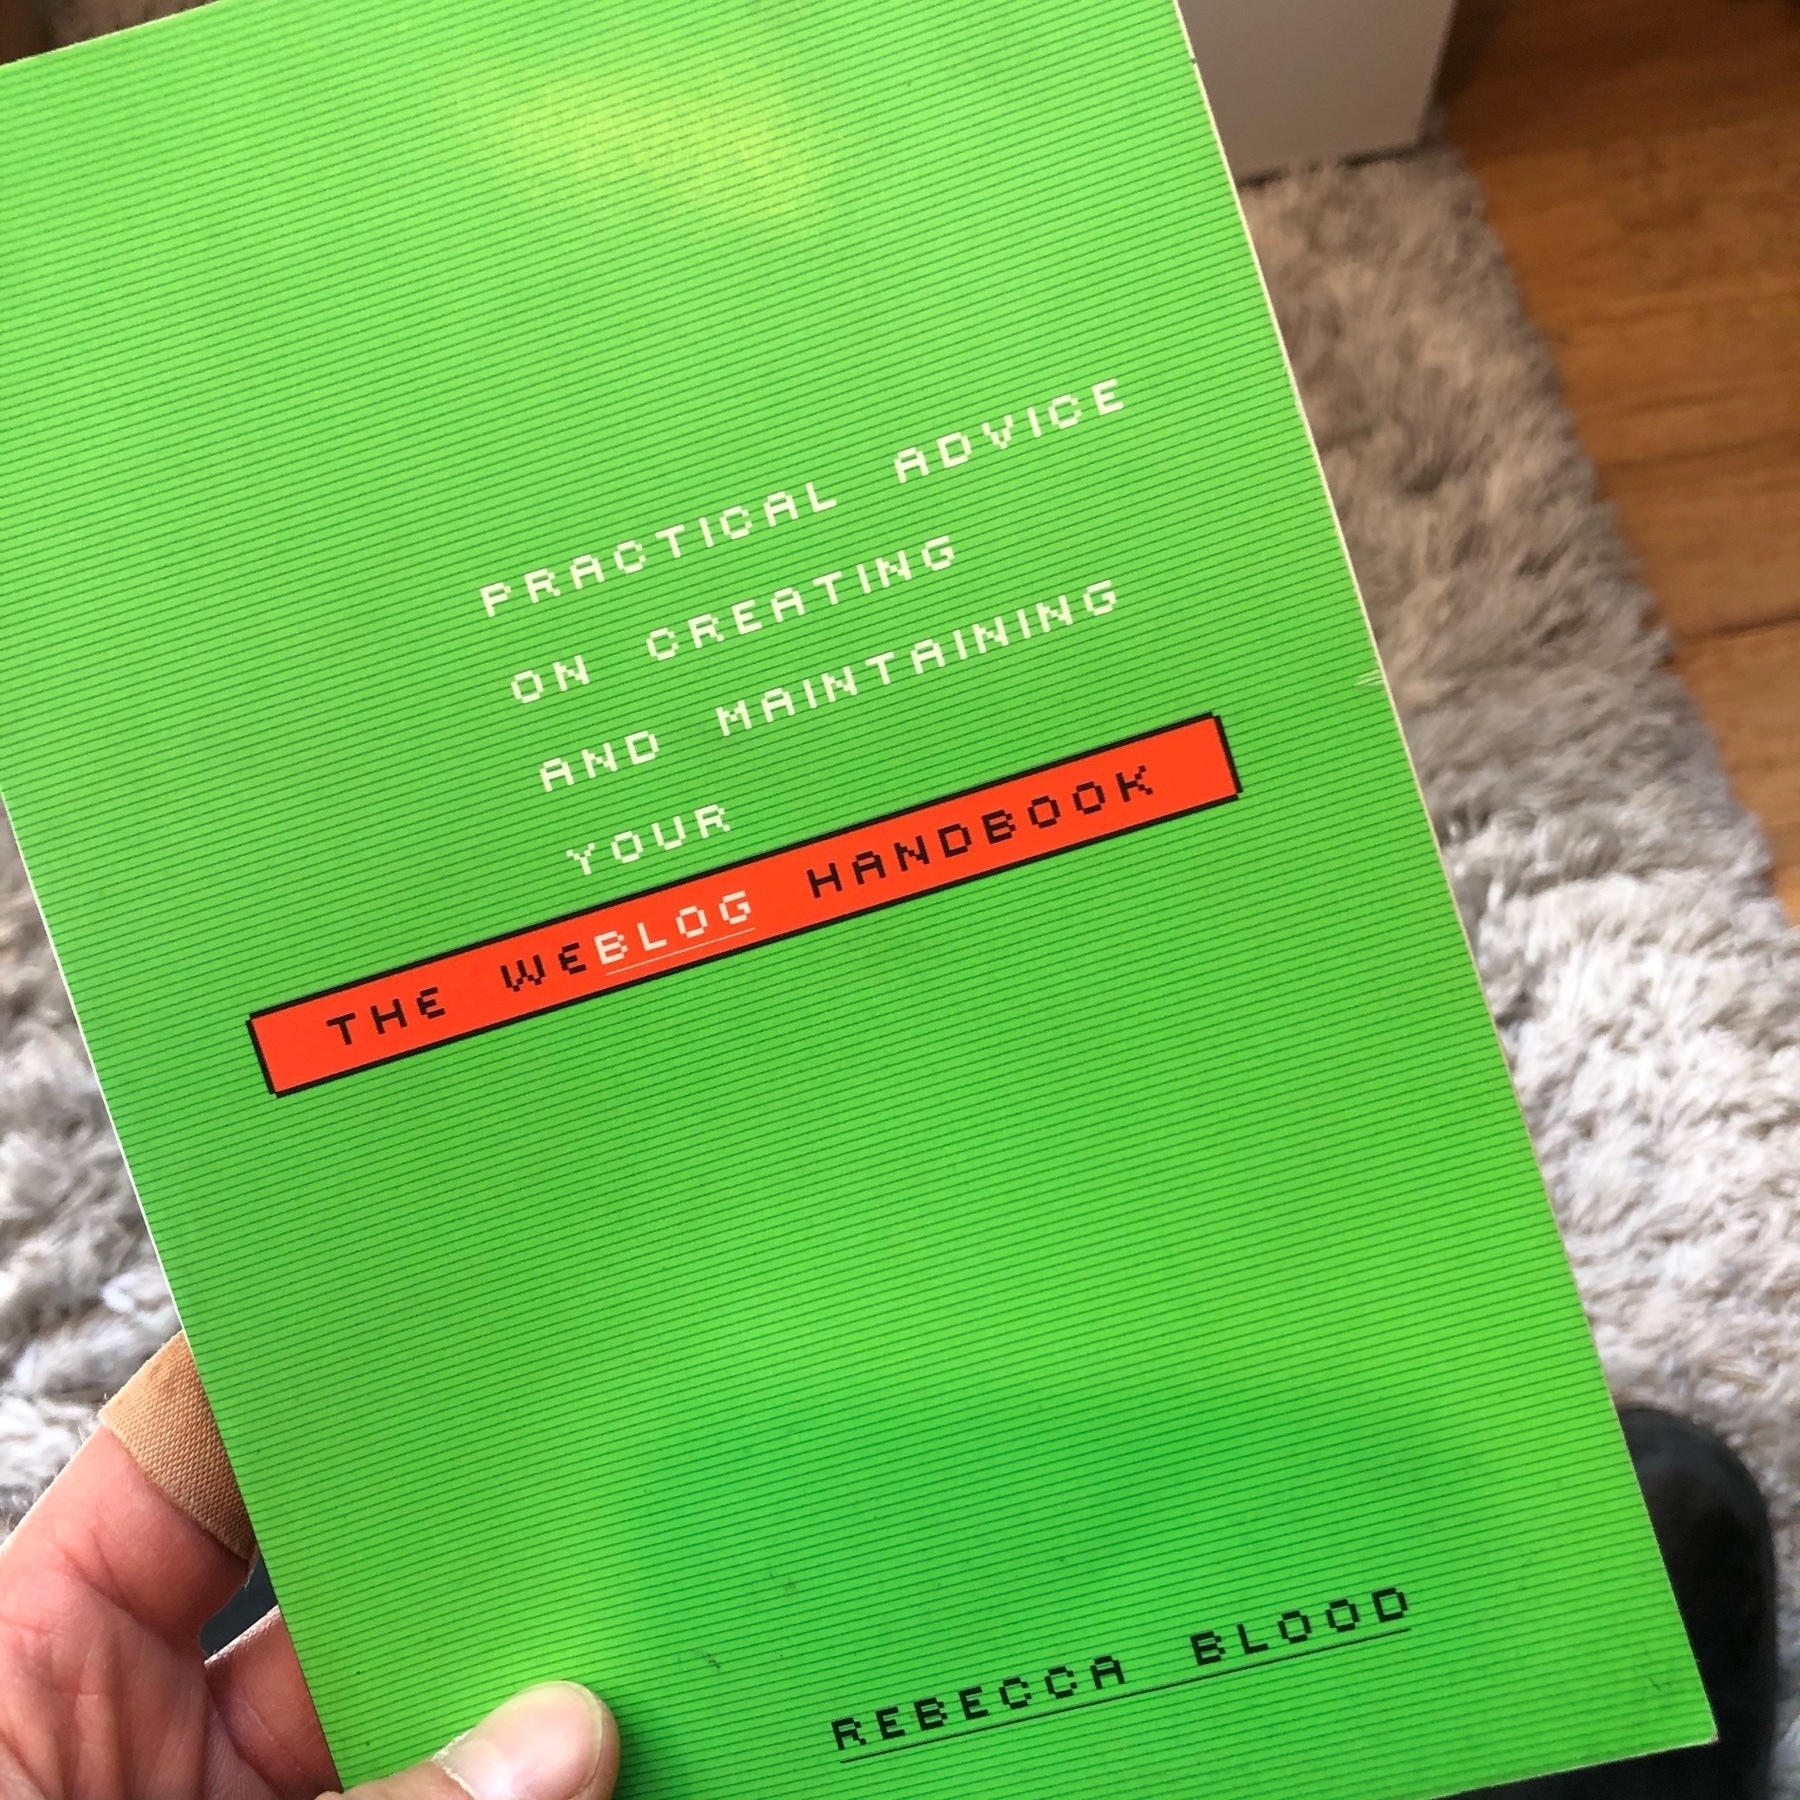 PRACTICAL ADVICE
ON CREATING
AND MAINTAINING
YOUR
THE WEBLOG HANDBOOK
REBECCA BLOOD